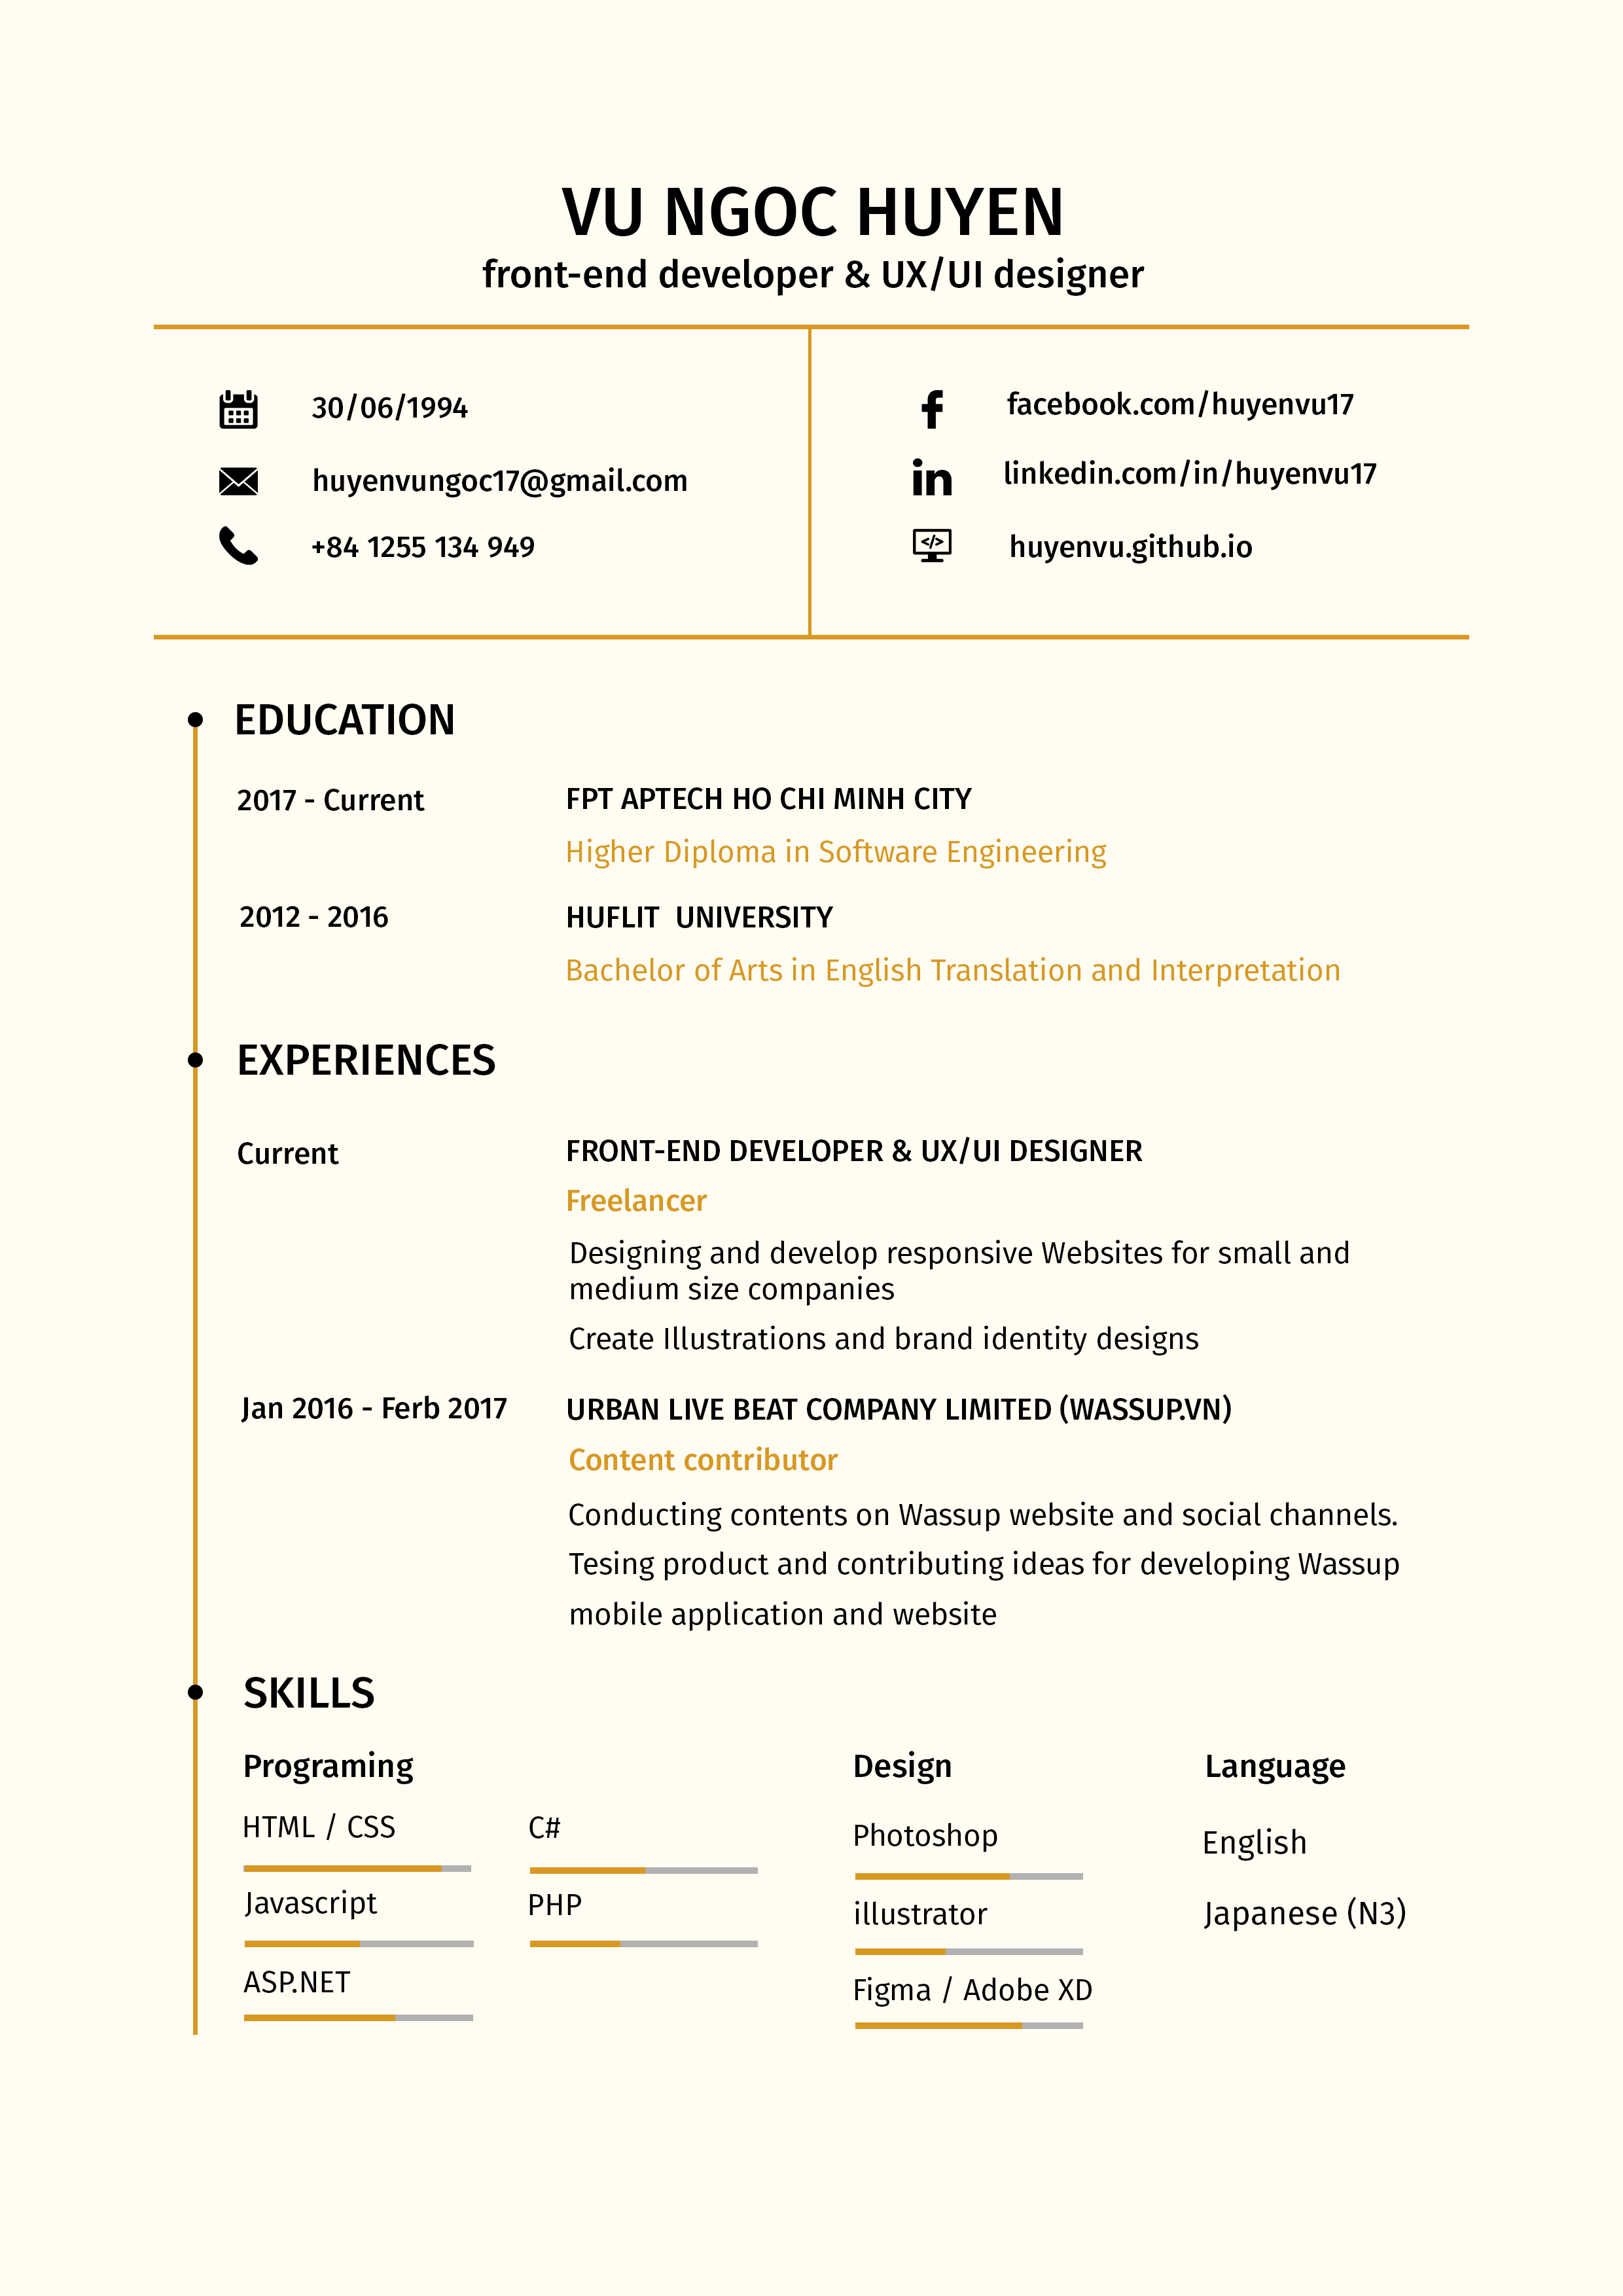 VU NGOC HUYEN
front-end developer & UX/UI designer
30/06/1994
huyenvungoc17@gmail.com
+84 1255 134 949
facebook.com/huyenvu17
linkedin.com/in/huyenvu17
huyenvu.github.io
EDUCATION
2017 - Current
FPT APTECH HO CHI MINH CITY
Higher Diploma in Software Engineering
2012 - 2016
HUFLIT UNIVERSITY
Bachelor of Arts in English Translation and Interpretation
EXPERIENCES
Current
FRONT-END DEVELOPER & UX/UI DESIGNER
Freelancer
Designing and develop responsive Websites for small and
medium size companies
Create Illustrations and brand identity designs
Jan 2016 - Ferb 2017
URBAN LIVE BEAT COMPANY LIMITED (WASSUP.VN)
Content contributor
Conducting contents on Wassup website and social channels.
Tesing product and contributing ideas for developing Wassup
mobile application and website
SKILLS
Programing
HTML / CSS
Javascript
ASP.NET
C#
PHP
Design
Photoshop
illustrator
Figma / Adobe XD
Language
English
Japanese (N3)